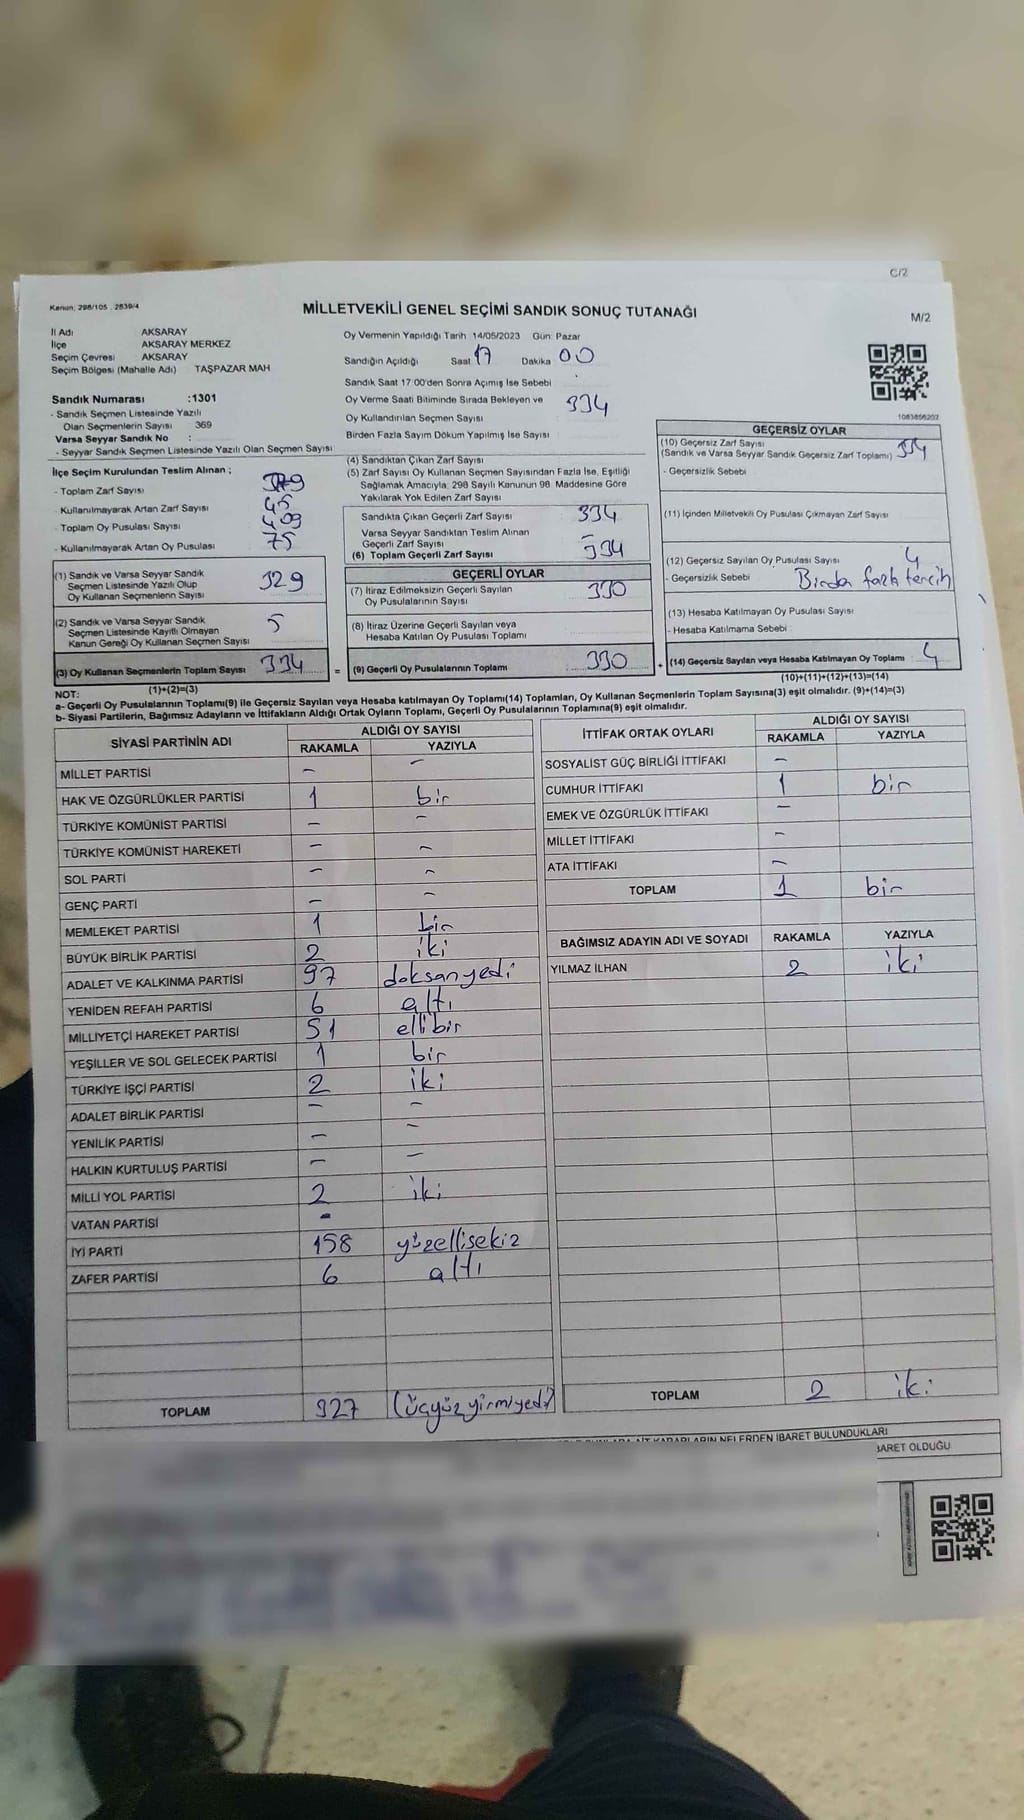 C/2
Kanun: 298/105 , 2839/4
MİLLETVEKİLİ GENEL SEÇİMİ SANDIK SONUÇ TUTANAĞI
M/2
İl Adı AKSARAY
İlçe AKSARAY MERKEZ
Seçim Çevresi AKSARAY
Seçim Bölgesi (Mahalle Adı) TAŞPAZAR MAH
Sandık Numarası :1301
- Sandık Seçmen Listesinde Yazılı
Olan Seçmenlerin Sayısı 369
Varsa Seyyar Sandık No :
- Seyyar Sandık Seçmen Listesinde Yazılı Olan Seçmen Sayısı
Oy Vermenin Yapıldığı Tarih 14/05/2023 Gün: Pazar
Sandığın Açıldığı Saat 17 Dakika 00
Sandık Saat 17:00'den Sonra Açımış İse Sebebi
Oy Verme Saati Bitiminde Sırada Bekleyen ve 334
Oy Kullandırılan Seçmen Sayısı
Birden Fazla Sayım Döküm Yapılmış İse Sayısı
1083856202
İlçe Seçim Kurulundan Teslim Alınan ;
- Toplam Zarf Sayısı
- Kullanılmayarak Artan Zarf Sayısı 45
- Toplam Oy Pusulası Sayısı
- Kullanılmayarak Artan Oy Pusulası 75
(1) Sandık ve Varsa Seyyar Sandık
Seçmen Listesinde Yazılı Olup
Oy Kullanan Seçmenlerin Sayısı 329
(2) Sandık ve Varsa Seyyar Sandık
Seçmen Listesinde Kayıtlı Olmayan
Kanun Gereği Oy Kullanan Seçmen Sayısı 5
(3) Oy Kullanan Seçmenlerin Toplam Sayısı 334
(1)+(2)=(3)
(4) Sandıktan Çıkan Zarf Sayısı
(5) Zarf Sayısı Oy Kullanan Seçmen Sayısından Fazla İse, Eşitliği
Sağlamak Amacıyla; 298 Sayılı Kanunun 98. Maddesine Göre
Yakılarak Yok Edilen Zarf Sayısı
Sandıkta Çıkan Geçerli Zarf Sayısı 334
Varsa Seyyar Sandıktan Teslim Alınan
Geçerli Zarf Sayısı -
(6) Toplam Geçerli Zarf Sayısı 334
GEÇERLİ OYLAR
(7) İtiraz Edilmeksizin Geçerli Sayılan
Oy Pusulalarının Sayısı 330
(8) İtiraz Üzerine Geçerli Sayılan veya
Hesaba Katılan Oy Pusulası Toplamı
= (9) Geçerli Oy Pusulalarının Toplamı : 330
GEÇERSİZ OYLAR
(10) Geçersiz Zarf Sayısı 334
(Sandık ve Varsa Seyyar Sandık Geçersiz Zarf Toplamı)
- Geçersizlik Sebebi
(11) İçinden Milletvekili Oy Pusulası Çıkmayan Zarf Sayısı
(12) Geçersiz Sayılan Oy Pusulası Sayısı 4
- Geçersizlik Sebebi Birden fazla tercih
(13) Hesaba Katılmayan Oy Pusulası Sayısı
- Hesaba Katılmama Sebebi
+ (14) Geçersiz Sayılan veya Hesaba Katılmayan Oy Toplamı : 4
(10)+(11)+(12)+(13)=(14)
NOT:
a- Geçerli Oy Pusulalarının Toplamı(9) ile Geçersiz Sayılan veya Hesaba katılmayan Oy Toplamı(14) Toplamları, Oy Kullanan Seçmenlerin Toplam Sayısına(3) eşit olmalıdır. (9)+(14)=(3)
b- Siyasi Partilerin, Bağımsız Adayların ve İttifakların Aldığı Ortak Oyların Toplamı, Geçerli Oy Pusulalarının Toplamına(9) eşit olmalıdır.
SİYASİ PARTİNİN ADI ALDIĞI OY SAYISI
RAKAMLA YAZIYLA
MİLLET PARTİSİ - -
HAK VE ÖZGÜRLÜKLER PARTİSİ 1 bir
TÜRKİYE KOMÜNİST PARTİSİ - -
TÜRKİYE KOMÜNİST HAREKETİ - -
SOL PARTİ - -
GENÇ PARTİ - -
MEMLEKET PARTİSİ 1 bir
BÜYÜK BİRLİK PARTİSİ 2 iki
ADALET VE KALKINMA PARTİSİ 97 doksanyedi
YENİDEN REFAH PARTİSİ 6 altı
MİLLİYETÇİ HAREKET PARTİSİ 51 ellibir
YEŞİLLER VE SOL GELECEK PARTİSİ 1 bir
TÜRKİYE İŞÇİ PARTİSİ 2 iki
ADALET BİRLİK PARTİSİ - -
YENİLİK PARTİSİ - -
HALKIN KURTULUŞ PARTİSİ - -
MİLLİ YOL PARTİSİ 2 iki
VATAN PARTİSİ -
İYİ PARTİ 158 yüzellisekiz
ZAFER PARTİSİ 6 altı
TOPLAM 327 (üçyüzyirmiyedi
İTTİFAK ORTAK OYLARI ALDIĞI OY SAYISI
RAKAMLA YAZIYLA
SOSYALİST GÜÇ BİRLİĞİ İTTİFAKI -
CUMHUR İTTİFAKI 1 bir
EMEK VE ÖZGÜRLÜK İTTİFAKI -
MİLLET İTTİFAKI -
ATA İTTİFAKI -
TOPLAM 1 bir
BAĞIMSIZ ADAYIN ADI VE SOYADI RAKAMLA YAZIYLA
YILMAZ İLHAN 2 iki
TOPLAM 2 iki
NELERDEN İBARET BULUNDUKLARI
BARET OLDUĞU